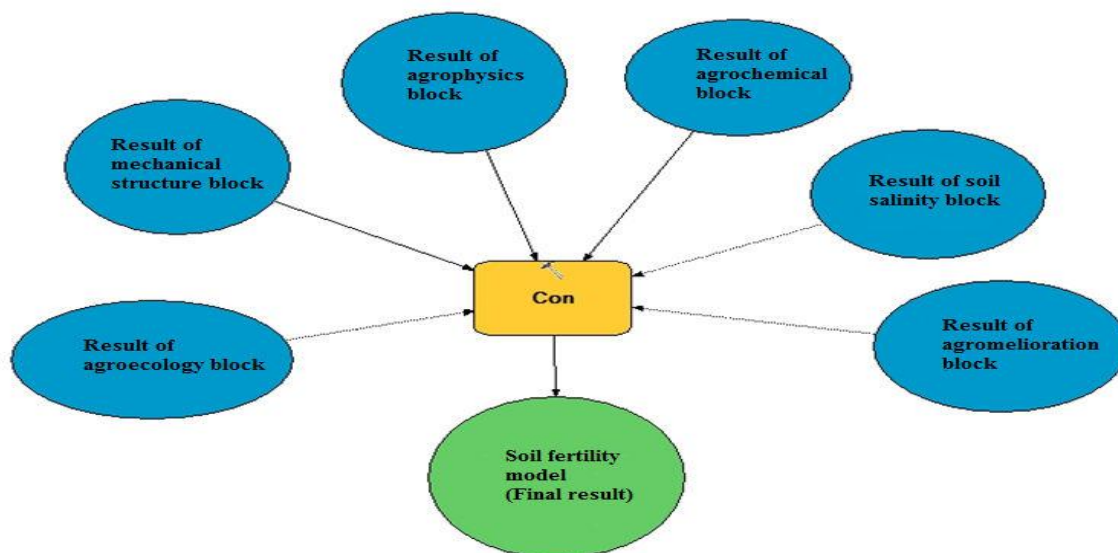 Result of
agrophysics
block
Result of
agrochemical
block
Result of
mechanical
structure block
Result of soil
salinity block
Con
Result of
agroecology block
Result of
agromelioration
block
Soil fertility
model
(Final result)